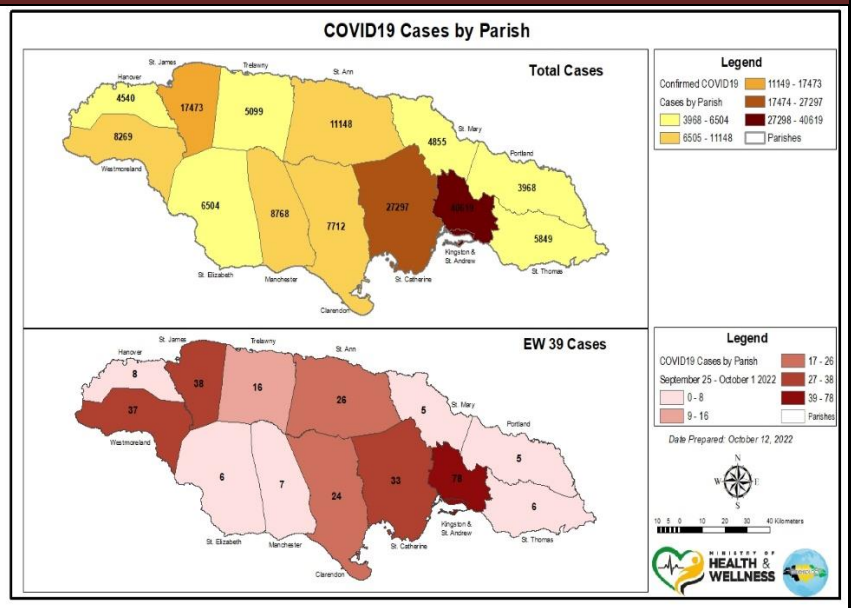 COVID19 Cases by Parish
Total Cases
St. James
Trelawny
St. Ann
Hanover
4540
17473
5099
11148
8269
4855
St. Mary
Westmoreland
Portland
3968
6504
8768
7712
27297
40619
5849
St. Elizabeth
Manchester
Clarendon
St. Catharine
Kingston &
St. Andrew
St. Thomas
Legend
Confirmed COVID19
Cases by Parish
3968 - 6504
6505 - 11148
11149 - 17473
17474 - 27297
27298 - 40619
Parishes
EW 39 Cases
St. James
Trelawny
St. Ann
Hanover
8
38
16
26
37
5
St. Mary
Westmoreland
Portland
5
6
7
24
33
78
6
St. Elizabeth
Manchester
Clarendon
St. Catharine
Kingston &
St. Andrew
St. Thomas
Legend
COVID19 Cases by Parish
September 25 - October 1 2022
0 - 8
9 - 16
17 - 26
27 - 38
39 - 78
Parishes
Date Prepared: October 12, 2022
N
W E
S
10 5 0 10 20 30 40 Kilometers
MINISTRY OF
HEALTH &
WELLNESS